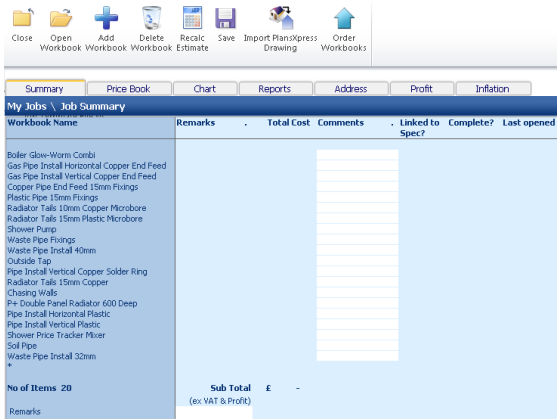 Close Open Workbook Add Workbook Delete Workbook Recalc Estimate Save Import PlansXpress Drawing Order Workbooks
Summary Price Book Chart Reports Address Profit Inflation
My Jobs \ Job Summary
Workbook Name Remarks . Total Cost Comments . Linked to Spec? Complete? Last opened
Boiler Glow-Worm Combi
Gas Pipe Install Horizontal Copper End Feed
Gas Pipe Install Vertical Copper End Feed
Copper Pipe End Feed 15mm Fixings
Plastic Pipe 15mm Fixings
Radiator Tails 10mm Copper Microbore
Radiator Tails 15mm Plastic Microbore
Shower Pump
Waste Pipe Fixings
Waste Pipe Install 40mm
Outside Tap
Pipe Install Vertical Copper Solder Ring
Radiator Tails 15mm Copper
Chasing Walls
P+ Double Panel Radiator 600 Deep
Pipe Install Horizontal Plastic
Pipe Install Vertical Plastic
Shower Price Tracker Mixer
Soil Pipe
Waste Pipe Install 32mm
*
No of Items 20 Sub Total £ -
(ex VAT & Profit)
Remarks